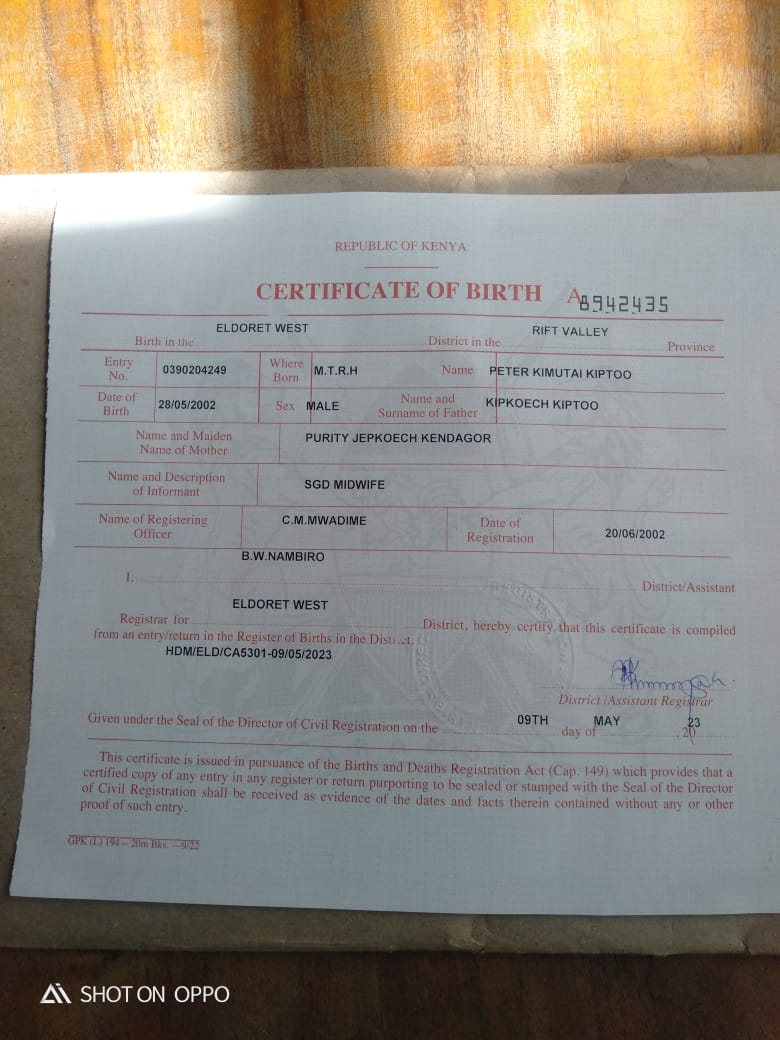 REPUBLIC OF KENYA
CERTIFICATE OF BIRTH A 8942435
ELDORET WEST RIFT VALLEY
Birth in the District in the Province
Entry No. 0390204249 Where Born M.T.R.H Name PETER KIMUTAI KIPTOO
Date of Birth 28/05/2002 Sex MALE Name and Surname of Father KIPKOECH KIPTOO
Name and Maiden Name of Mother PURITY JEPKOECH KENDAGOR
Name and Description of Informant SGD MIDWIFE
Name of Registering Officer C.M.MWADIME Date of Registration 20/06/2002
B.W.NAMBIRO
I, District/Assistant
ELDORET WEST
Registrar for District, hereby certify that this certificate is compiled
from an entry/return in the Register of Births in the District.
HDM/ELD/CA5301-09/05/2023
District /Assistant Registrar
Given under the Seal of the Director of Civil Registration on the 09TH day of MAY , 2023
This certificate is issued in pursuance of the Births and Deaths Registration Act (Cap. 149) which provides that a
certified copy of any entry in any register or return purporting to be sealed or stamped with the Seal of the Director
of Civil Registration shall be received as evidence of the dates and facts therein contained without any or other
proof of such entry.
GPK (L) 194 — 20m Bks. — 9/22
SHOT ON OPPO